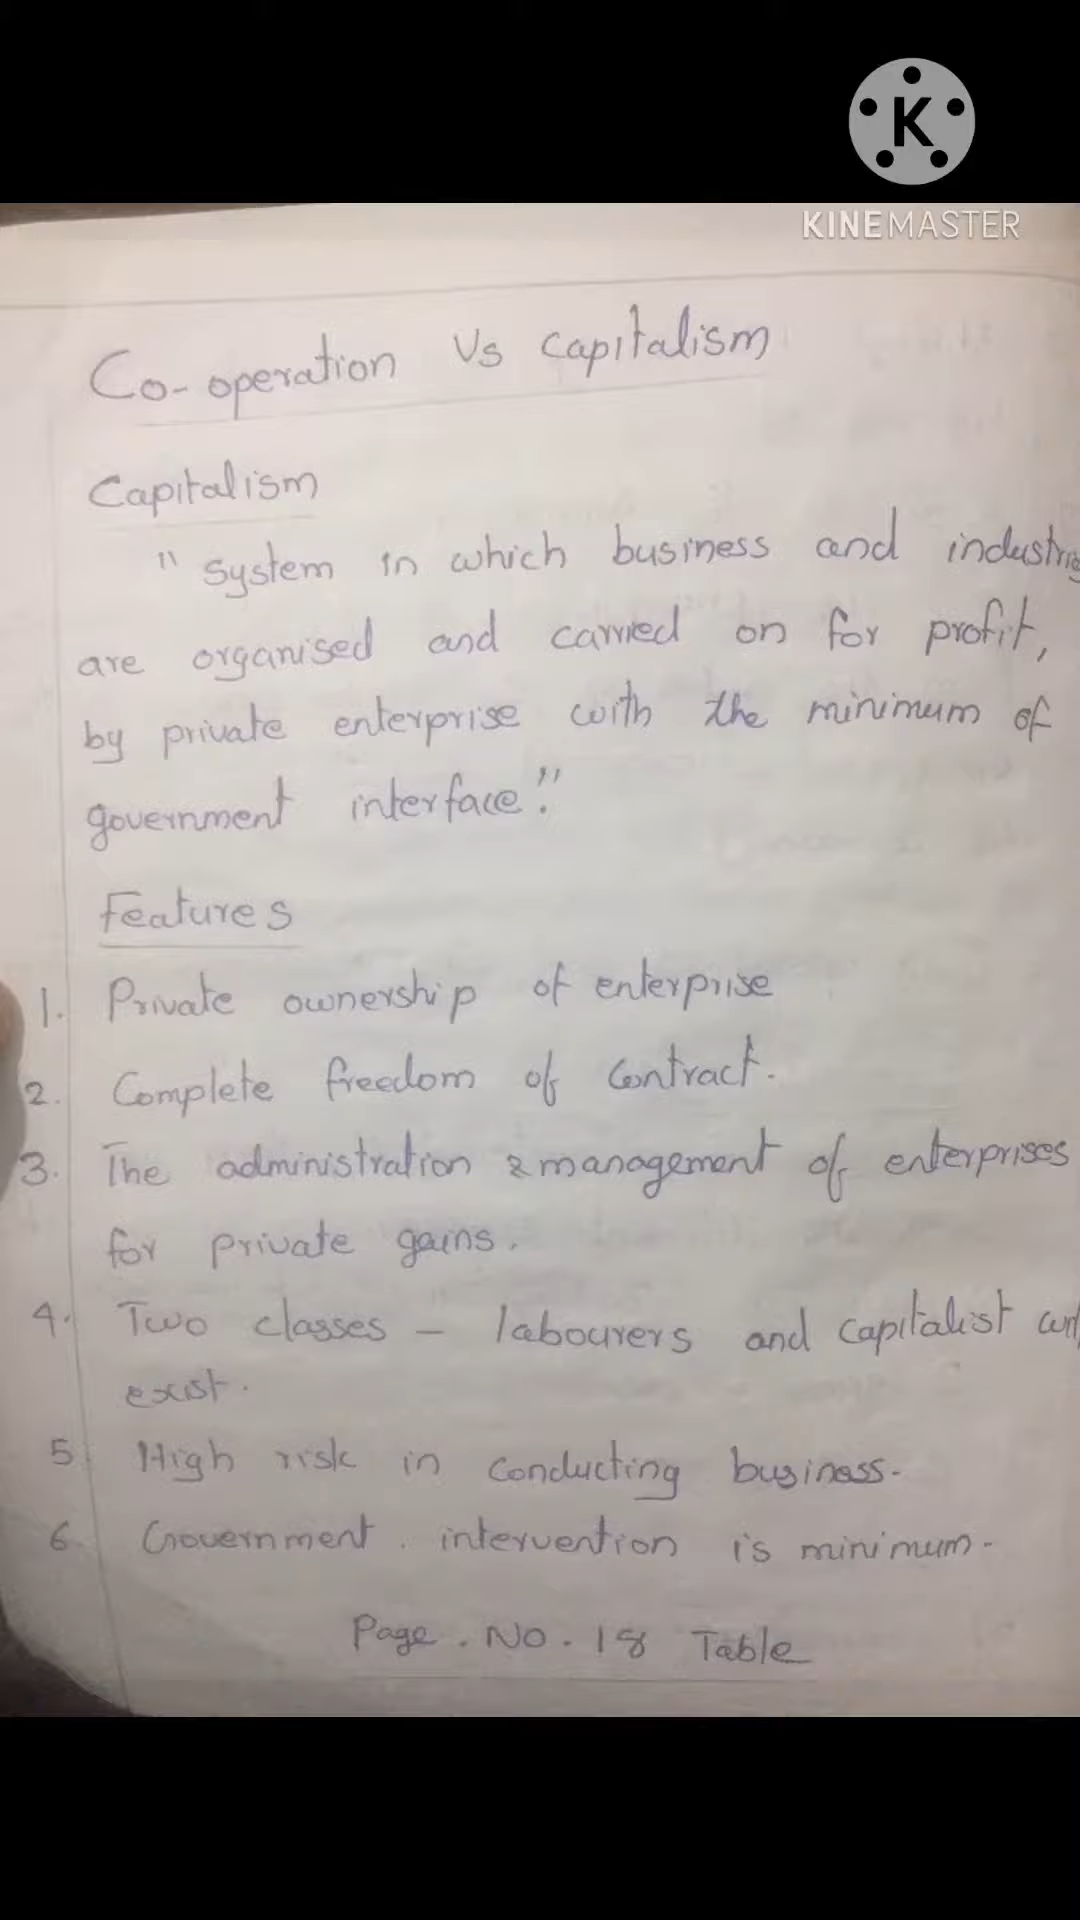 K
KINEMASTER
Co-operation Vs Capitalism
Capitalism
" System in which business and
are organised and carried on for profit,
by private enterprise with the minimum of
government interface."
Features
1. Private ownership of enterprise
2. Complete freedom of Contract.
3. The administration & management of enterprises
for private gains.
4. Two classes - labourers and capitalist
exist.
5 High risk in conducting business.
6. Government. intervention is minimum.
Page. No. 18 Table